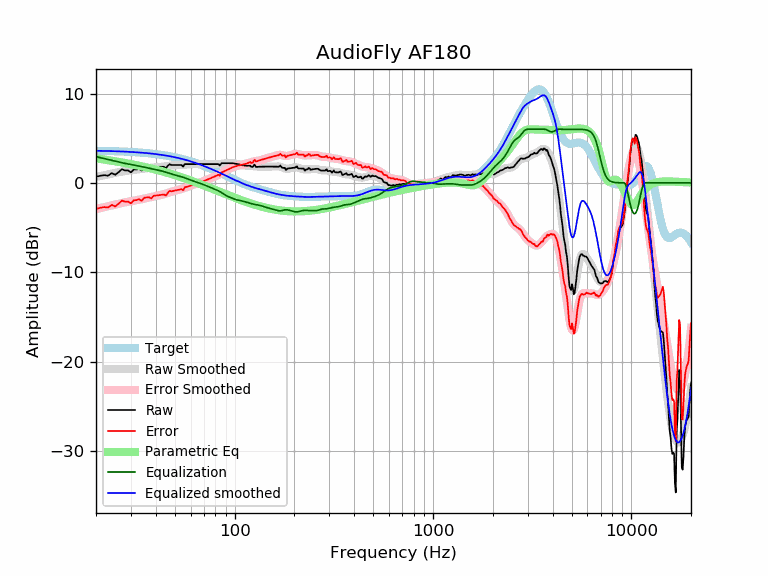 AudioFly AF180
10
0
−10
−20
−30
Amplitude (dBr)
Target
Raw Smoothed
Error Smoothed
Raw
Error
Parametric Eq
Equalization
Equalized smoothed
100 1000 10000
Frequency (Hz)